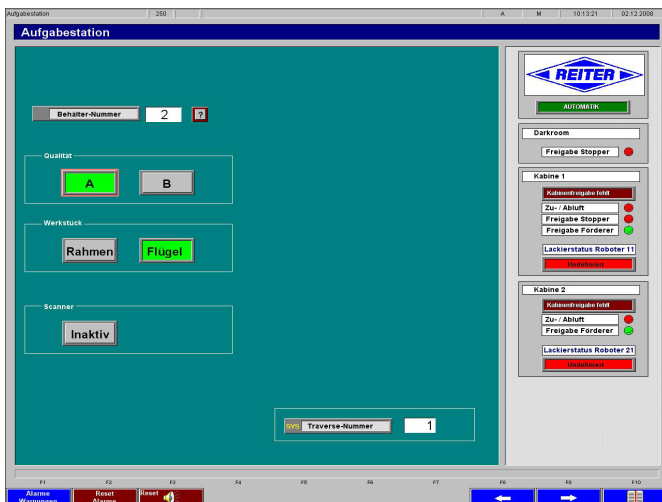 Aufgabestation 250 A M 10:13:21 02.12.2008
Aufgabestation
REITER
AUTOMATIK
Behälter-Nummer 2 ?
Darkroom
Freigabe Stopper
Qualität
A B
Kabine 1
Kabinenfreigabe fehlt
Zu- / Abluft
Freigabe Stopper
Freigabe Förderer
Werkstück
Rahmen Flügel
Lackierstatus Roboter 11
Undefiniert
Kabine 2
Kabinenfreigabe fehlt
Scanner
Zu- / Abluft
Freigabe Förderer
Inaktiv
Lackierstatus Roboter 21
Undefiniert
SYS Traverse-Nummer 1
F1 F2 F3 F4 F5 F6 F7 F8 F9 F10
Alarme Reset Reset
Warnungen Alarme